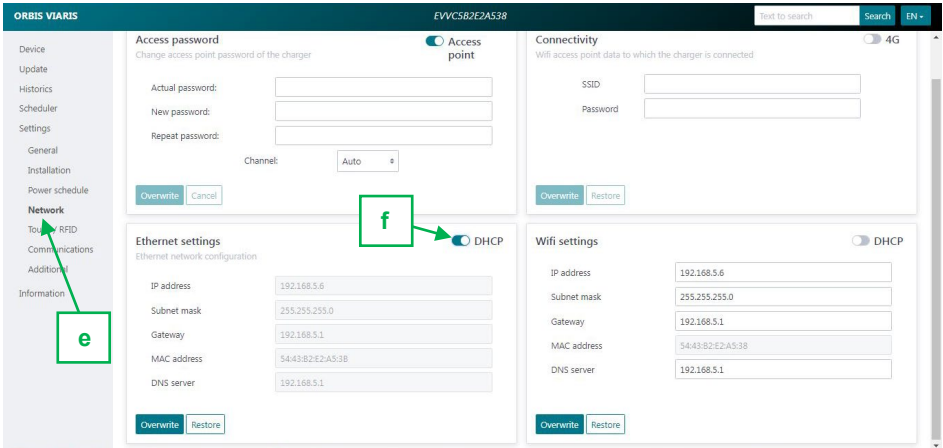 ORBIS VIARIS
EVVC5B2E2A538
Text to search
Search
EN
Device
Update
Historics
Scheduler
Settings
General
Installation
Power schedule
Network
Communications
Additional
Information
e
Access password
Access point
Change access point password of the charger
Actual password:
New password:
Repeat password:
Channel:
Auto
Overwrite
Cancel
Connectivity
4G
Wifi access point data to which the charger is connected
SSID
Password
Overwrite
Restore
f
Ethernet settings
DHCP
Ethernet network configuration
IP address
192.168.5.6
Subnet mask
255.255.255.0
Gateway
192.168.5.1
MAC address
54:43:B2:E2:A5:38
DNS server
192.168.5.1
Overwrite
Restore
Wifi settings
DHCP
IP address
192.168.5.6
Subnet mask
255.255.255.0
Gateway
192.168.5.1
MAC address
54:43:B2:E2:A5:38
DNS server
192.168.5.1
Overwrite
Restore